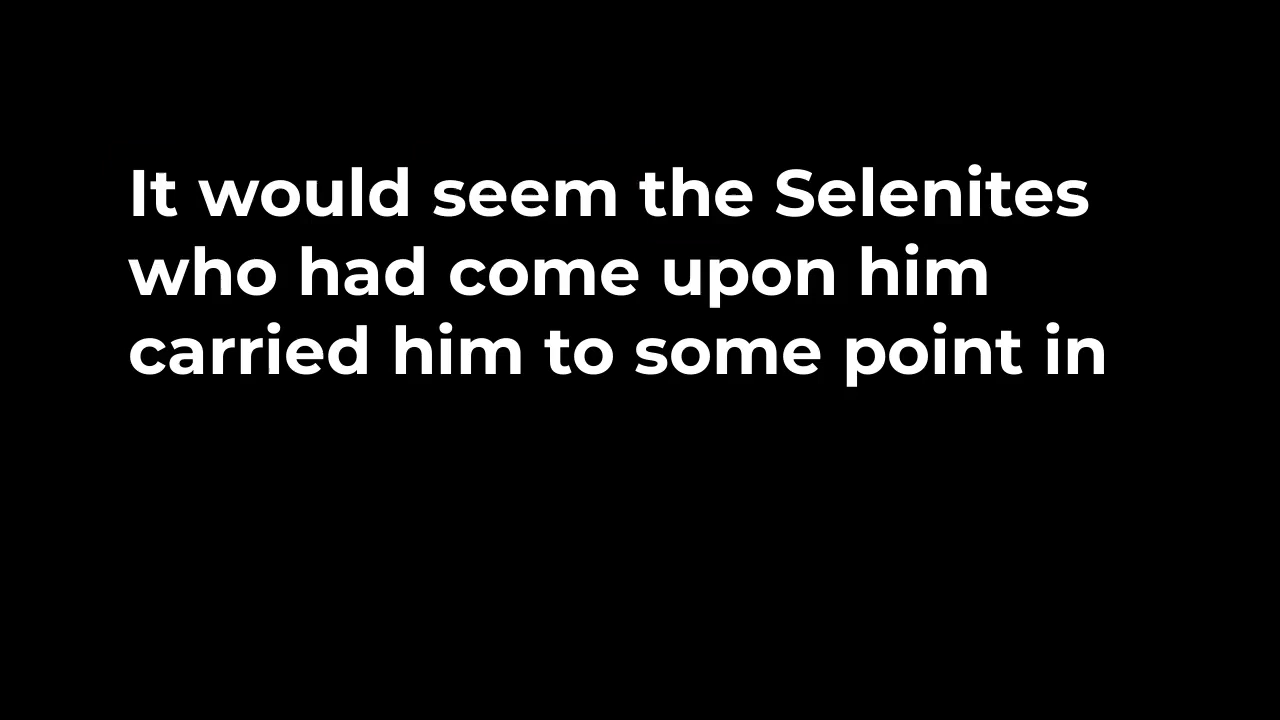 It would seem the Selenites
who had come upon him
carried him to some point in